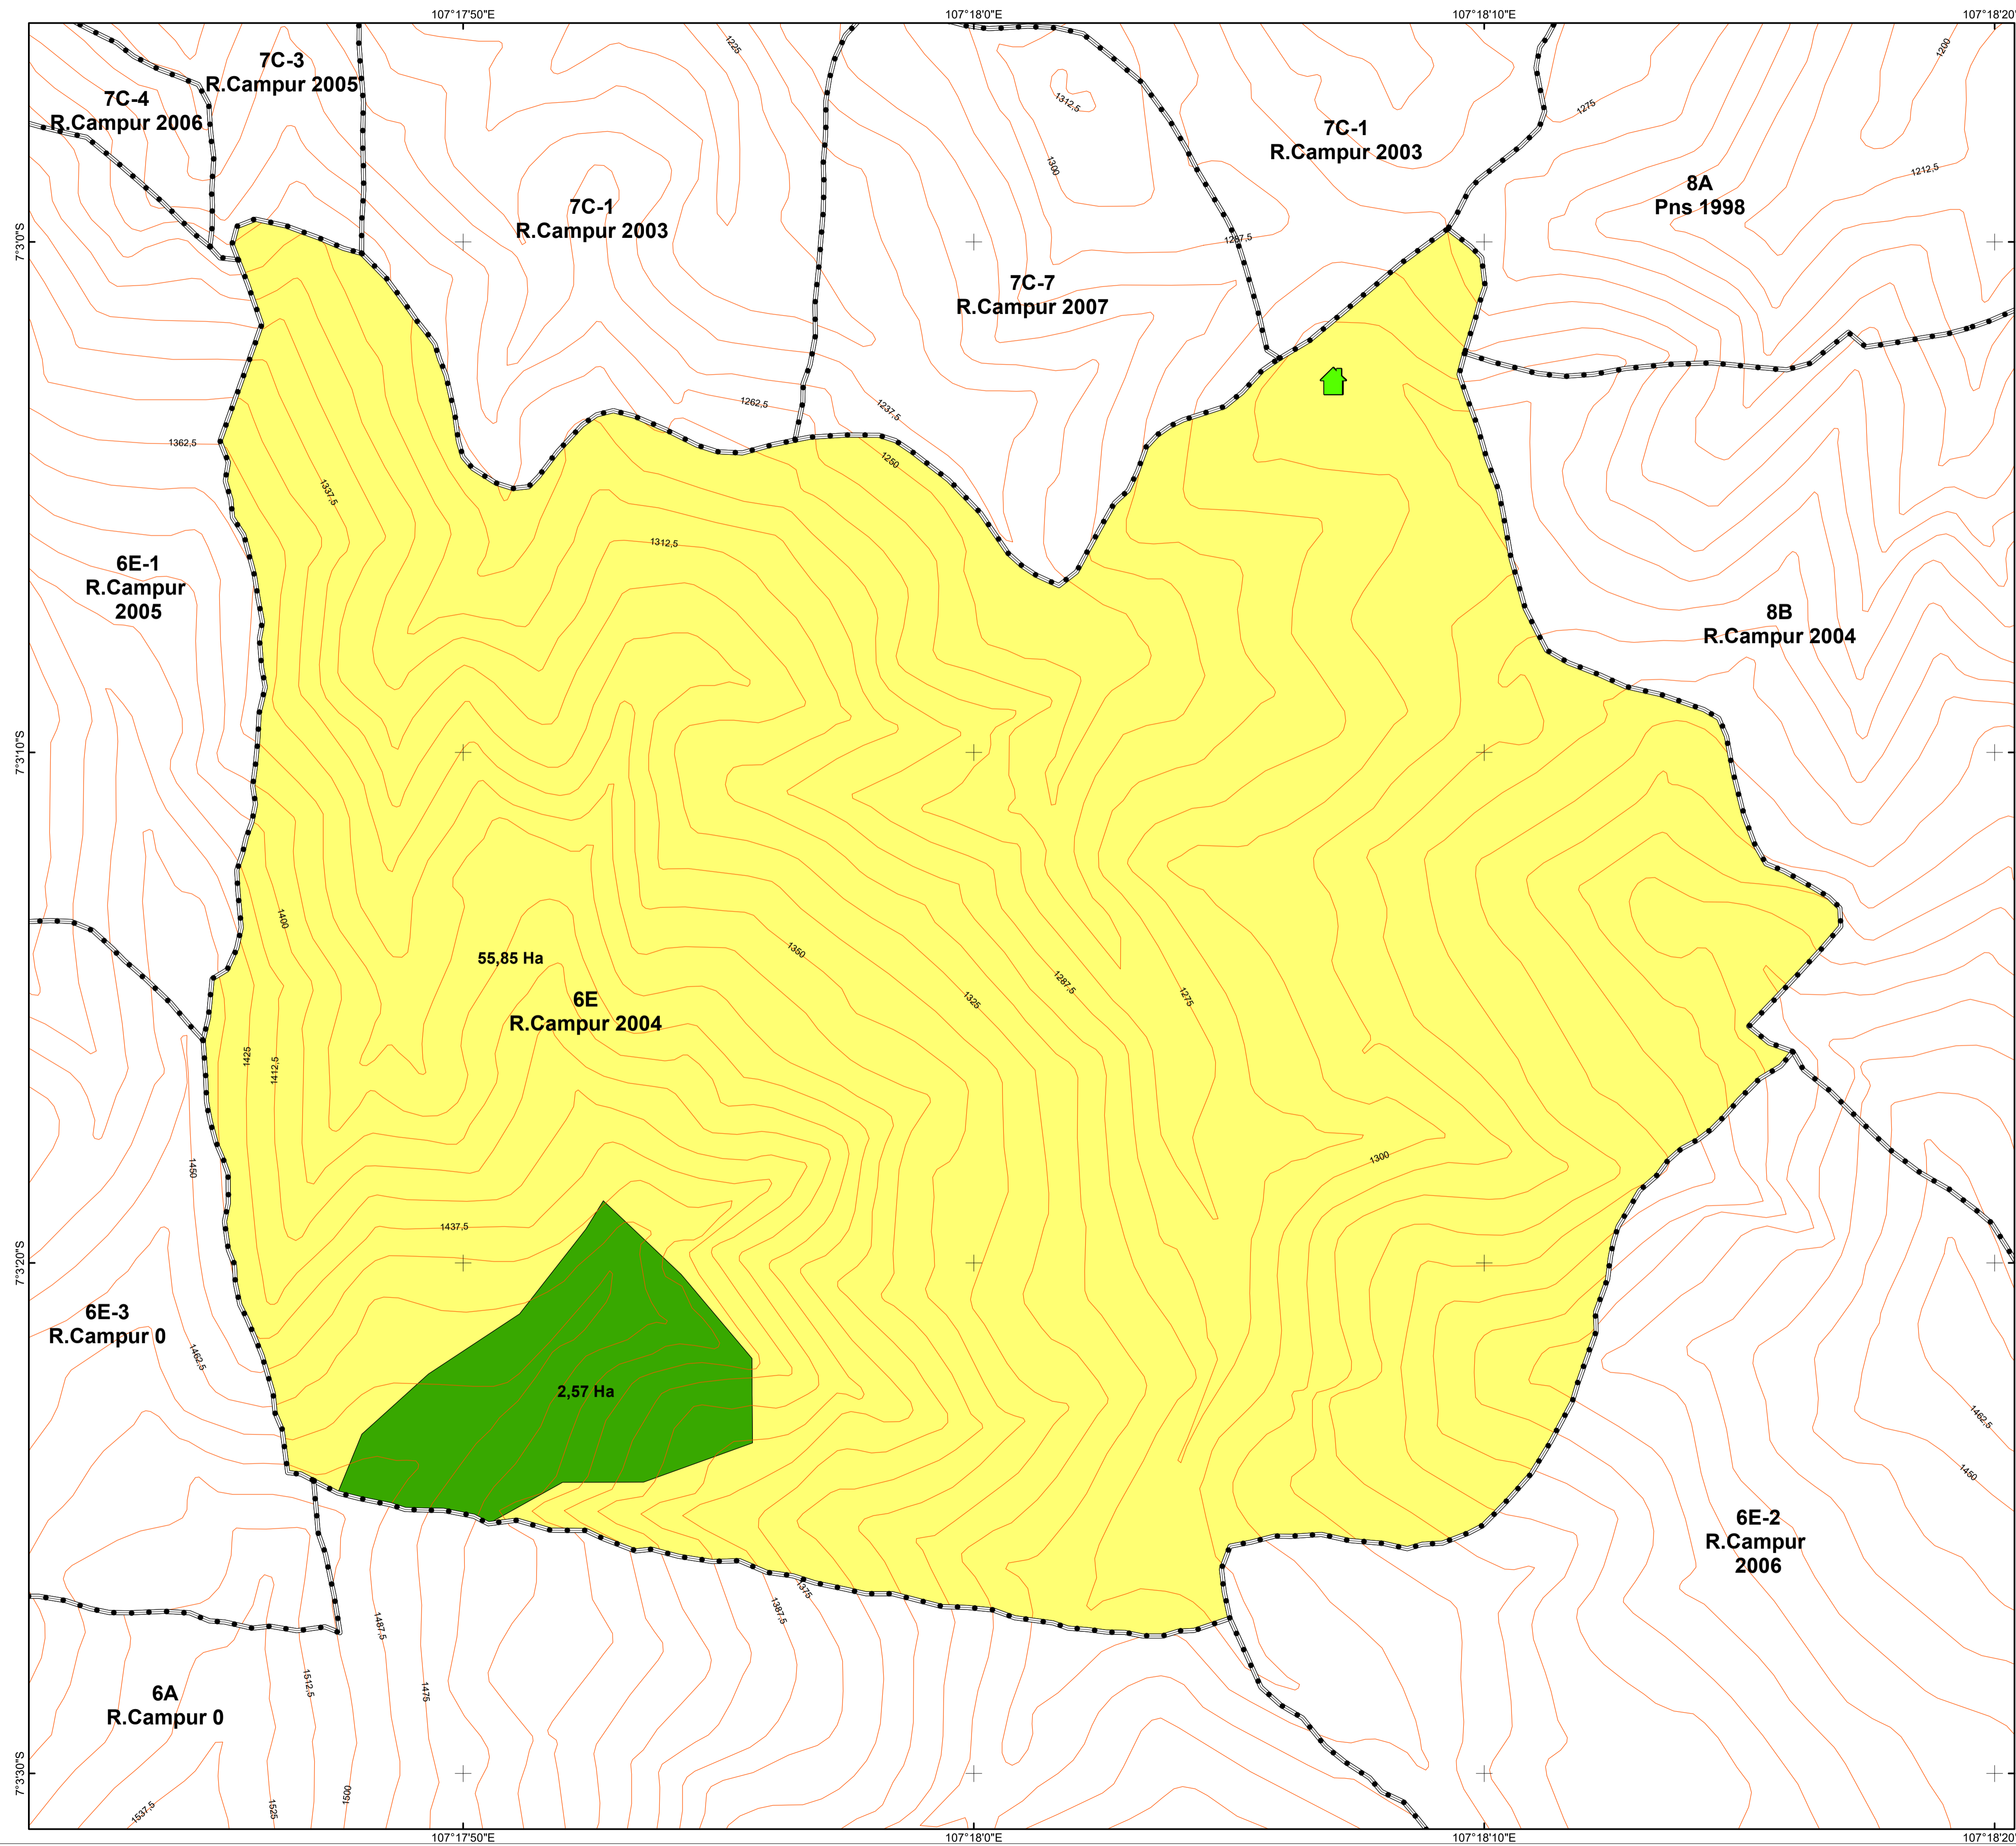 107°17'50"E
107°18'0"E
107°18'10"E
107°18'20"
1225
1200
7C-3
R.Campur 2005
7C-4
R.Campur 2006
1312,5
1275
7C-1
R.Campur 2003
1300
1212,5
8A
Pns 1998
7C-1
R.Campur 2003
7°3'0"S
1287,5
7C-7
R.Campur 2007
1262,5
1237,5
1362,5
1250
1337,5
1312,5
6E-1
R.Campur
2005
8B
R.Campur 2004
7°3'10"S
1400
1350
55,85 Ha
1287,5
1325
1275
6E
R.Campur 2004
1425
1412,5
1450
1300
1437,5
7°3'20"S
6E-3
R.Campur 0
1462,5
2,57 Ha
1462,5
1450
6E-2
R.Campur
2006
1375
1387,5
1487,5
1512,5
1475
6A
R.Campur 0
7°3'30"S
1537,5
1525
1500
107°17'50"E
107°18'0"E
107°18'10"E
107°18'20